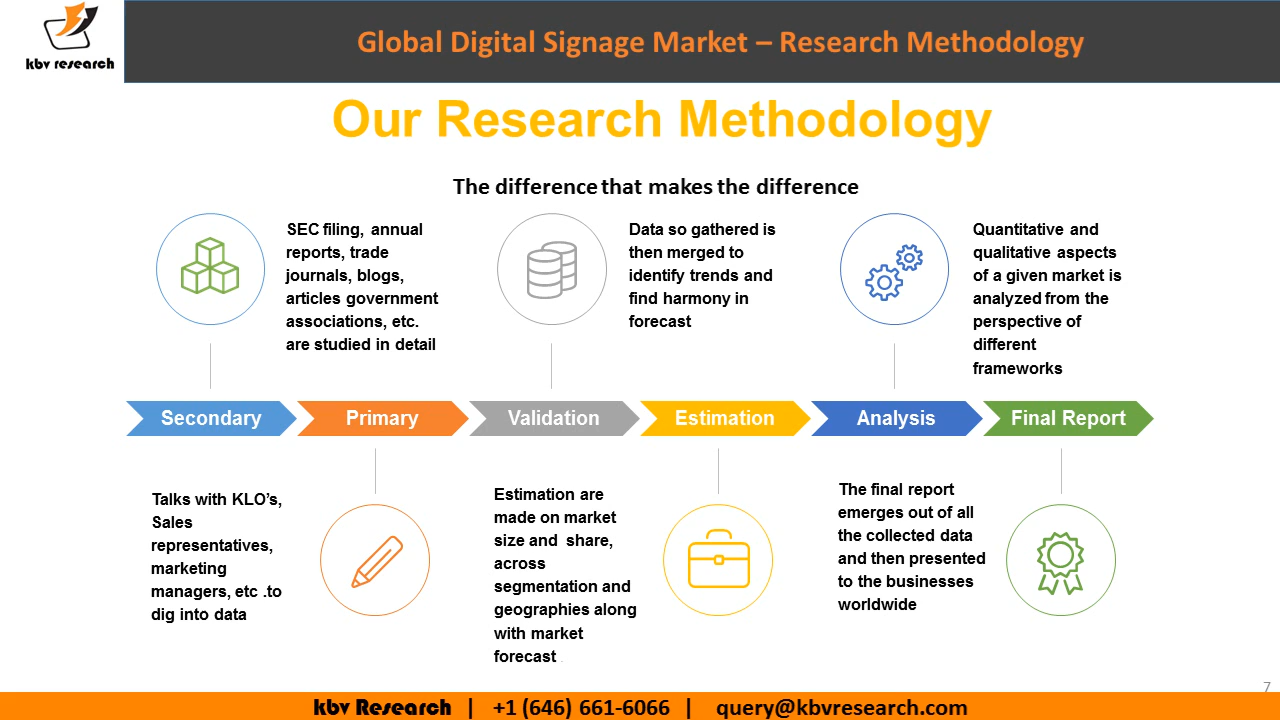 kbv research
Global Digital Signage Market – Research Methodology
Our Research Methodology
The difference that makes the difference
SEC filing, annual
reports, trade
journals, blogs,
articles government
associations, etc.
are studied in detail
Data so gathered is
then merged to
identify trends and
find harmony in
forecast
Quantitative and
qualitative aspects
of a given market is
analyzed from the
perspective of
different
frameworks
Secondary
Primary
Validation
Estimation
Analysis
Final Report
Talks with KLO’s,
Sales
representatives,
marketing
managers, etc .to
dig into data
Estimation are
made on market
size and  share,
across
segmentation and
geographies along
with market
forecast .
The final report
emerges out of all
the collected data
and then presented
to the businesses
worldwide
7
kbv Research | +1 (646) 661-6066 | query@kbvresearch.com